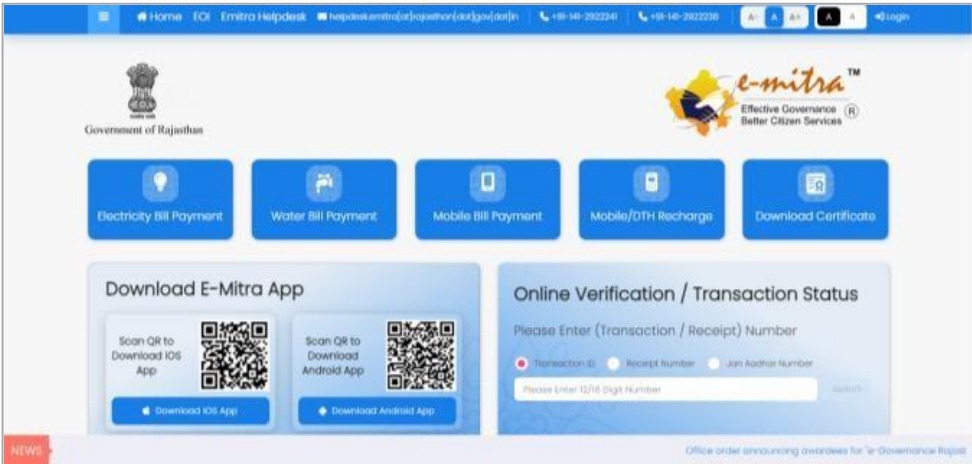 Home EOI Emitra Helpdesk helpdesk.emitra[at]rajasthan[dot]gov[dot]in +91-141-2922241 +91-141-2922238 A- A A+ A A Login
Government of Rajasthan
e-mitra TM
Effective Governance
Better Citizen Services ®
Electricity Bill Payment
Water Bill Payment
Mobile Bill Payment
Mobile/DTH Recharge
Download Certificate
Download E-Mitra App
Scan QR to
Download iOS
App
Download iOS App
Scan QR to
Download
Android App
Download Android App
Online Verification / Transaction Status
Please Enter (Transaction / Receipt) Number
Transaction ID Receipt Number Jan Aadhar Number
Please Enter 12/18 Digit Number Search
NEWS Office order announcing awardees for "e-Governance Rajast